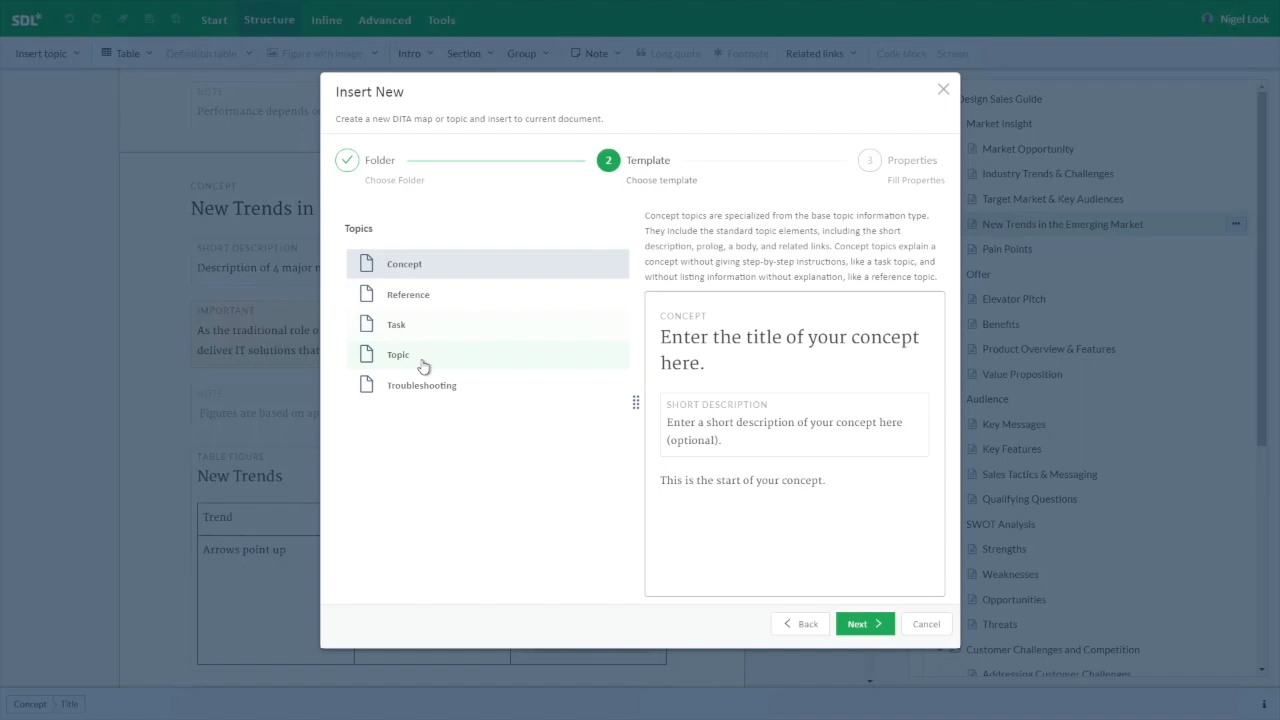 SDL*
Start
Structure
Inline
Advanced
Tools
Nigel Lock
Insert topic
Table
Definition table
Figure with image
Intro
Section
Group
Note
Long quote
Footnote
Related links
Code block
Screen
NOTE
Performance depends o
CONCEPT
New Trends in
SHORT DESCRIPTION
Description of 4 major n
IMPORTANT
As the traditional role o
deliver IT solutions that
NOTE
Figures are based on ap
TABLE FIGURE
New Trends
Trend
Arrows point up
Insert New
Create a new DITA map or topic and insert to current document.
Folder
Choose Folder
2
Template
Choose template
3
Properties
Fill Properties
Topics
Concept
Reference
Task
Topic
Troubleshooting
Concept topics are specialized from the base topic information type.
They include the standard topic elements, including the short
description, prolog, a body, and related links. Concept topics explain a
concept without giving step-by-step instructions, like a task topic, and
without listing information without explanation, like a reference topic.
CONCEPT
Enter the title of your concept
here.
SHORT DESCRIPTION
Enter a short description of your concept here
(optional).
This is the start of your concept.
Back
Next
Cancel
Design Sales Guide
Market Insight
Market Opportunity
Industry Trends & Challenges
Target Market & Key Audiences
New Trends in the Emerging Market
Pain Points
Offer
Elevator Pitch
Benefits
Product Overview & Features
Value Proposition
Audience
Key Messages
Key Features
Sales Tactics & Messaging
Qualifying Questions
SWOT Analysis
Strengths
Weaknesses
Opportunities
Threats
Customer Challenges and Competition
Addressing Customer Challenges
Concept
Title